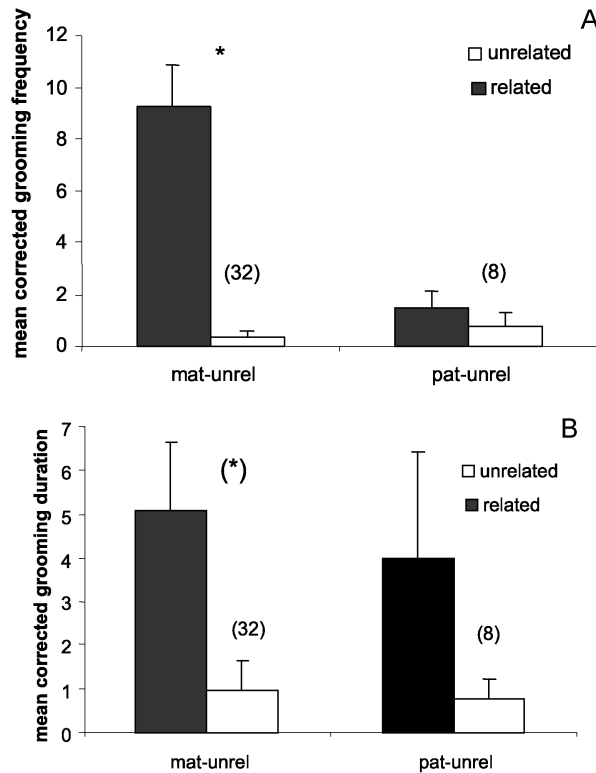 A
mean corrected grooming frequency
12
10
8
6
4
2
0
*
unrelated
related
(32)
(8)
mat-unrel
pat-unrel
B
mean corrected grooming duration
7
6
5
4
3
2
1
0
(*)
unrelated
related
(32)
(8)
mat-unrel
pat-unrel